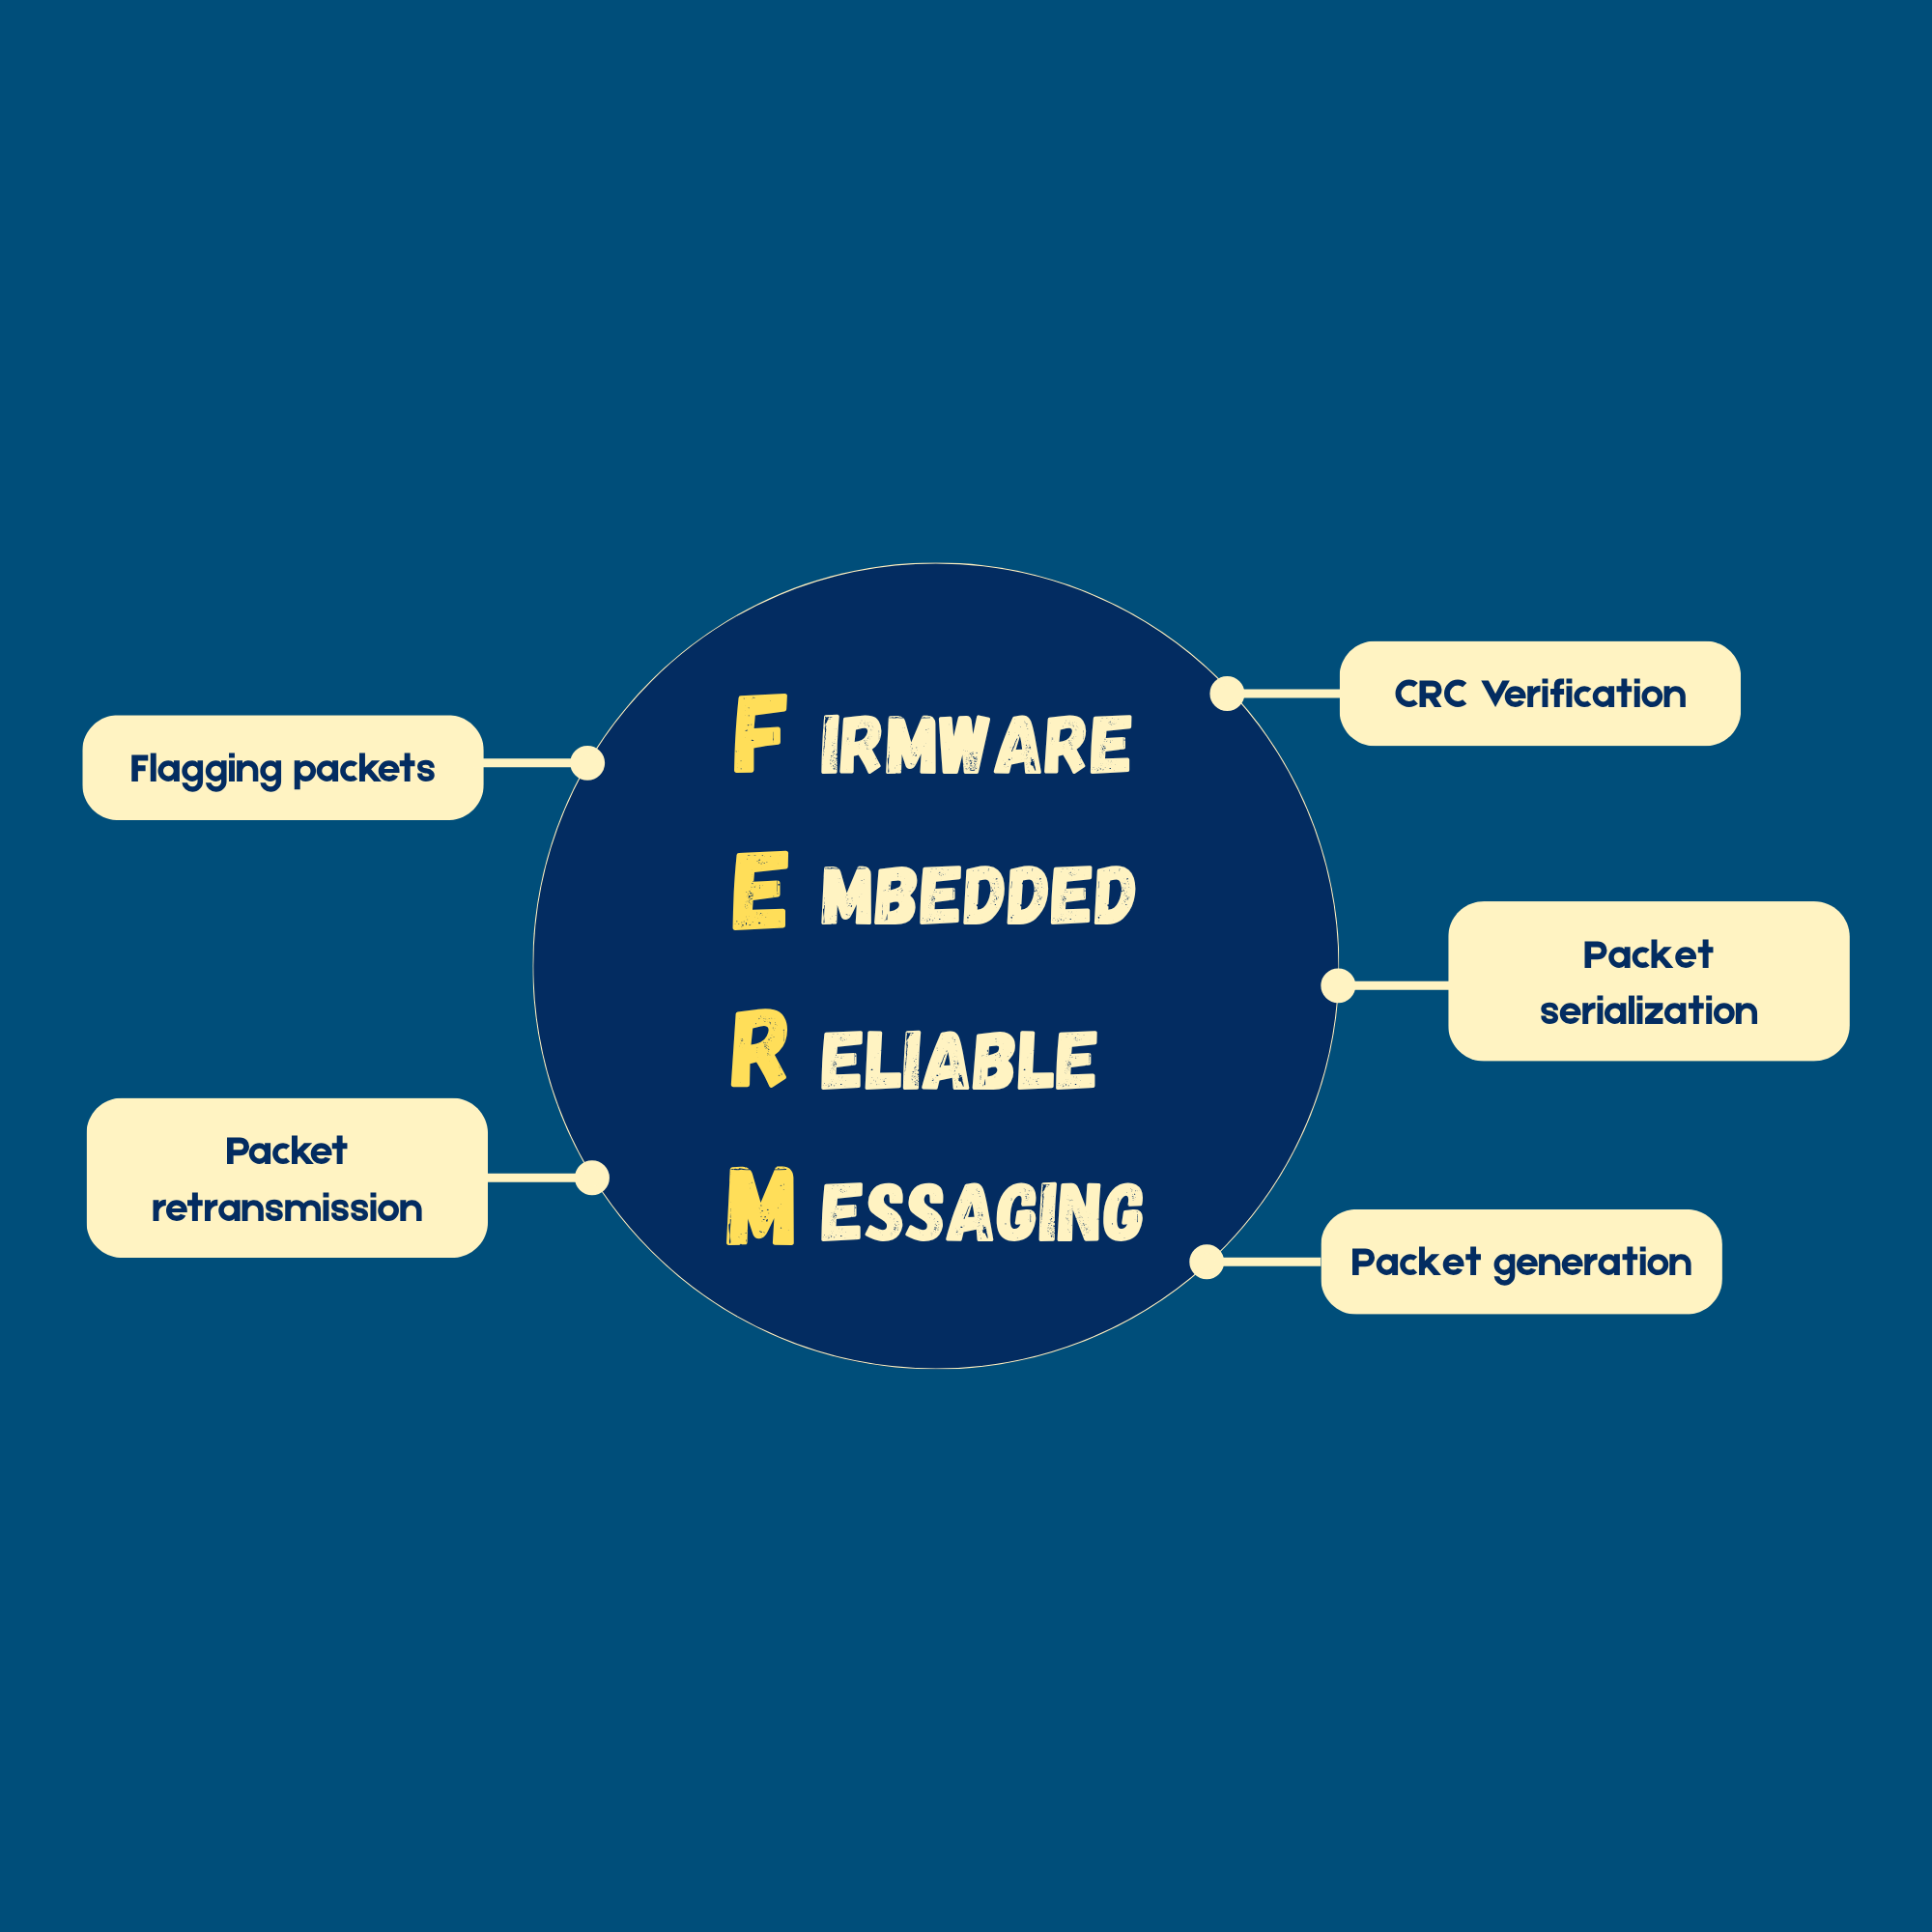 F IRMWARE
E MBEDDED
R ELIABLE
M ESSAGING
Flagging packets
Packet
retransmission
CRC Verification
Packet
serialization
Packet generation